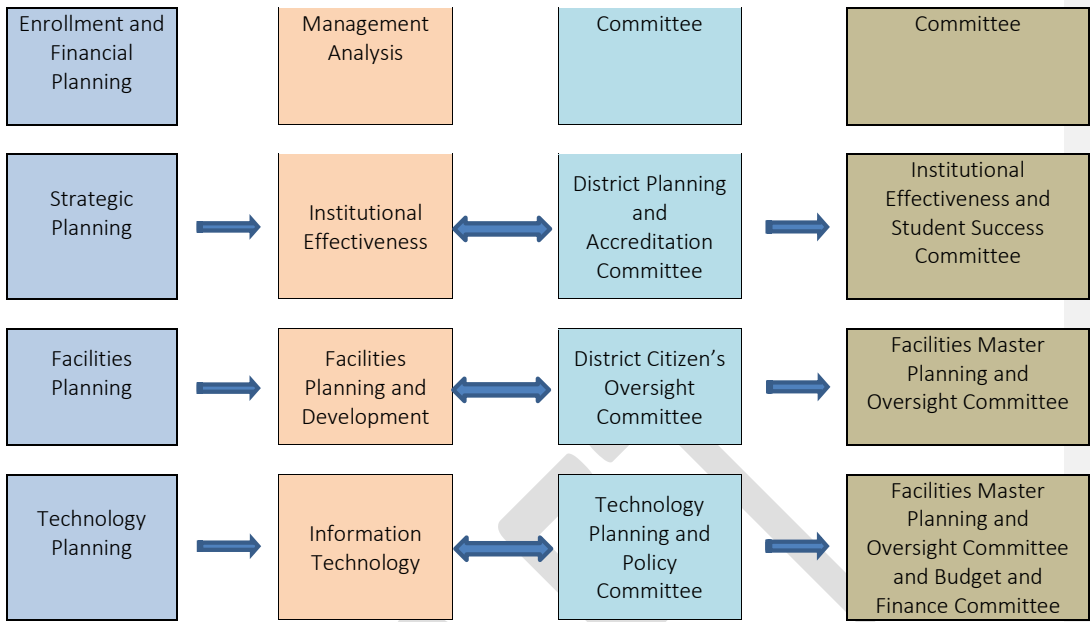 Enrollment and
Financial
Planning
Management
Analysis
Committee
Committee
Strategic
Planning
Institutional
Effectiveness
District Planning
and
Accreditation
Committee
Institutional
Effectiveness and
Student Success
Committee
Facilities
Planning
Facilities
Planning and
Development
District Citizen’s
Oversight
Committee
Facilities Master
Planning and
Oversight Committee
Technology
Planning
Information
Technology
Technology
Planning and
Policy
Committee
Facilities Master
Planning and
Oversight Committee
and Budget and
Finance Committee